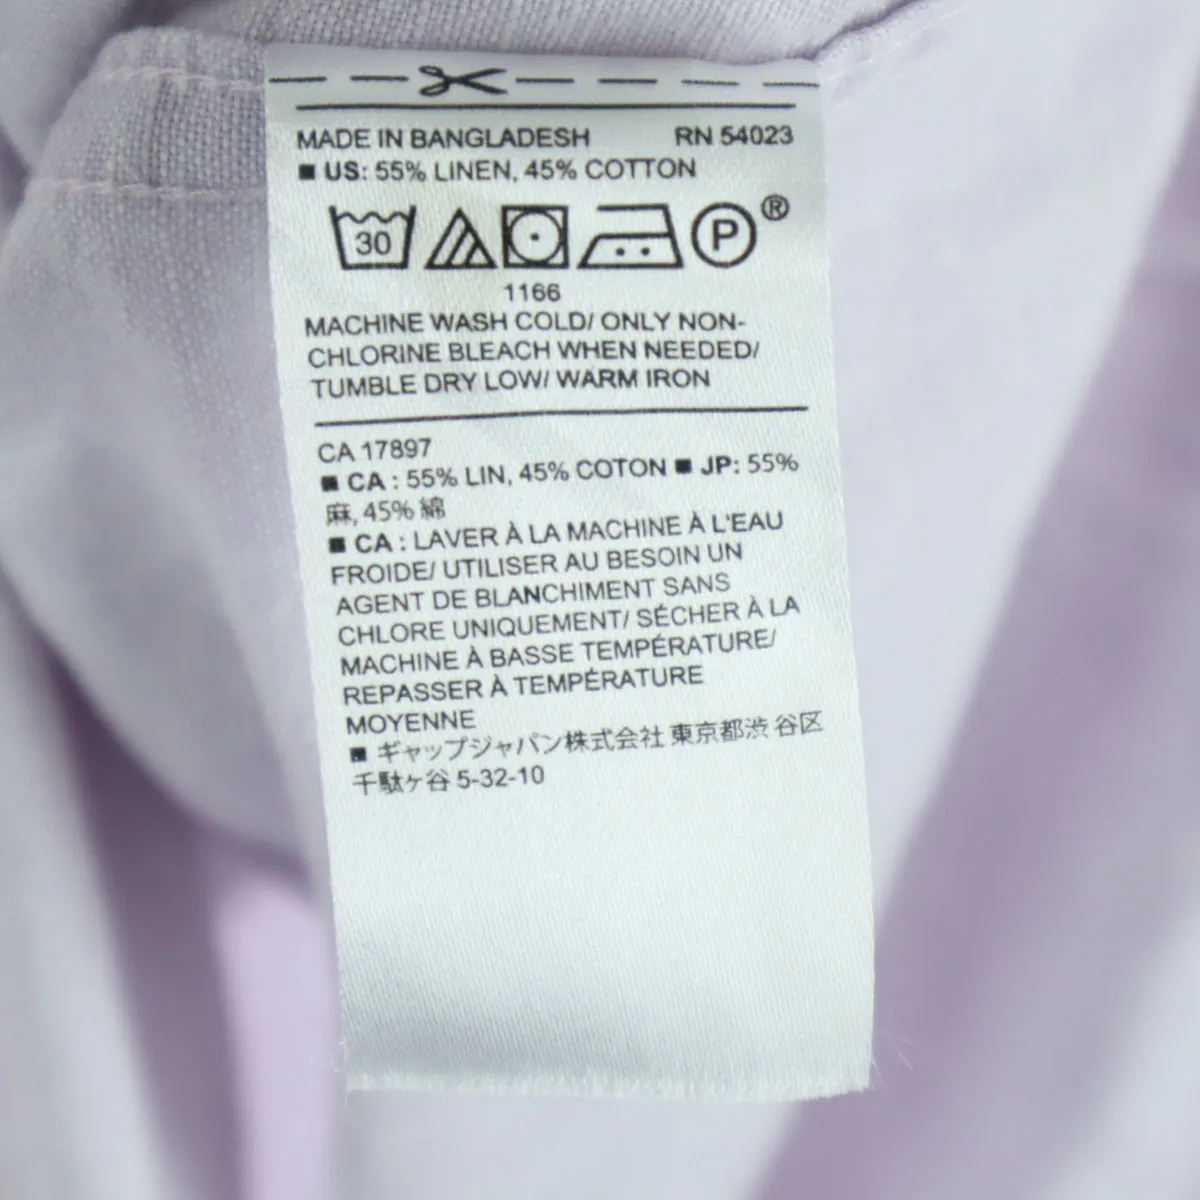 MADE IN BANGLADESH RN 54023
■ US: 55% LINEN, 45% COTTON
30 P ®
1166
MACHINE WASH COLD/ ONLY NON-
CHLORINE BLEACH WHEN NEEDED/
TUMBLE DRY LOW/ WARM IRON
CA 17897
■ CA : 55% LIN, 45% COTON ■ JP: 55%
麻, 45% 綿
■ CA : LAVER À LA MACHINE À L'EAU
FROIDE/ UTILISER AU BESOIN UN
AGENT DE BLANCHIMENT SANS
CHLORE UNIQUEMENT/ SÉCHER À LA
MACHINE À BASSE TEMPÉRATURE/
REPASSER À TEMPÉRATURE
MOYENNE
■ ギャップジャパン株式会社 東京都渋 谷区
千駄ヶ谷 5-32-10